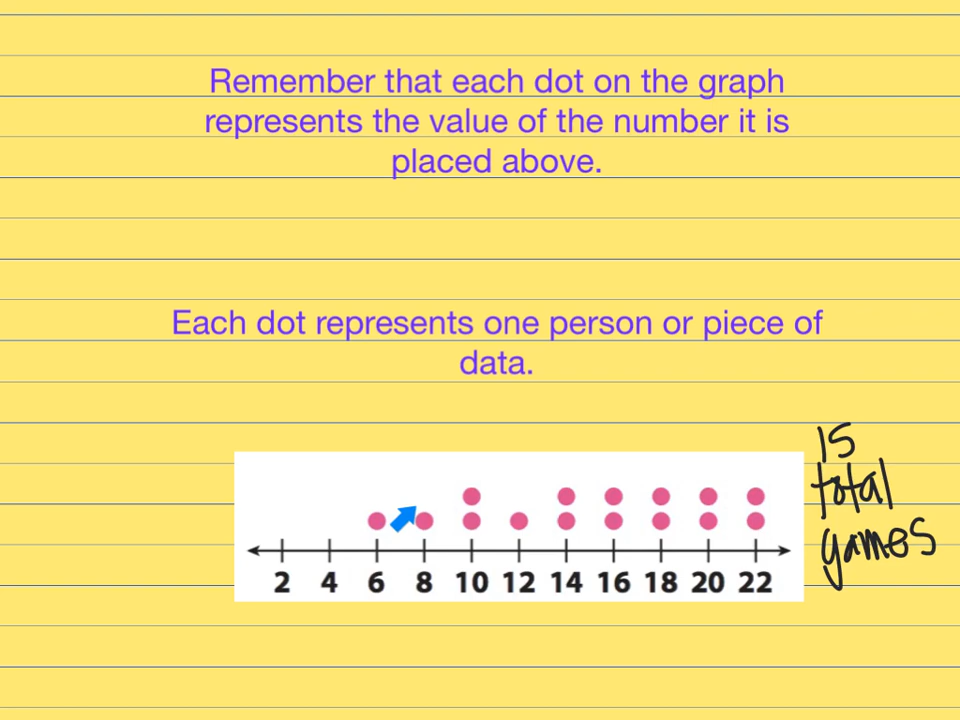 Remember that each dot on the graph
represents the value of the number it is
placed above.
Each dot represents one person or piece of
data.
15
total
games
2 4 6 8 10 12 14 16 18 20 22